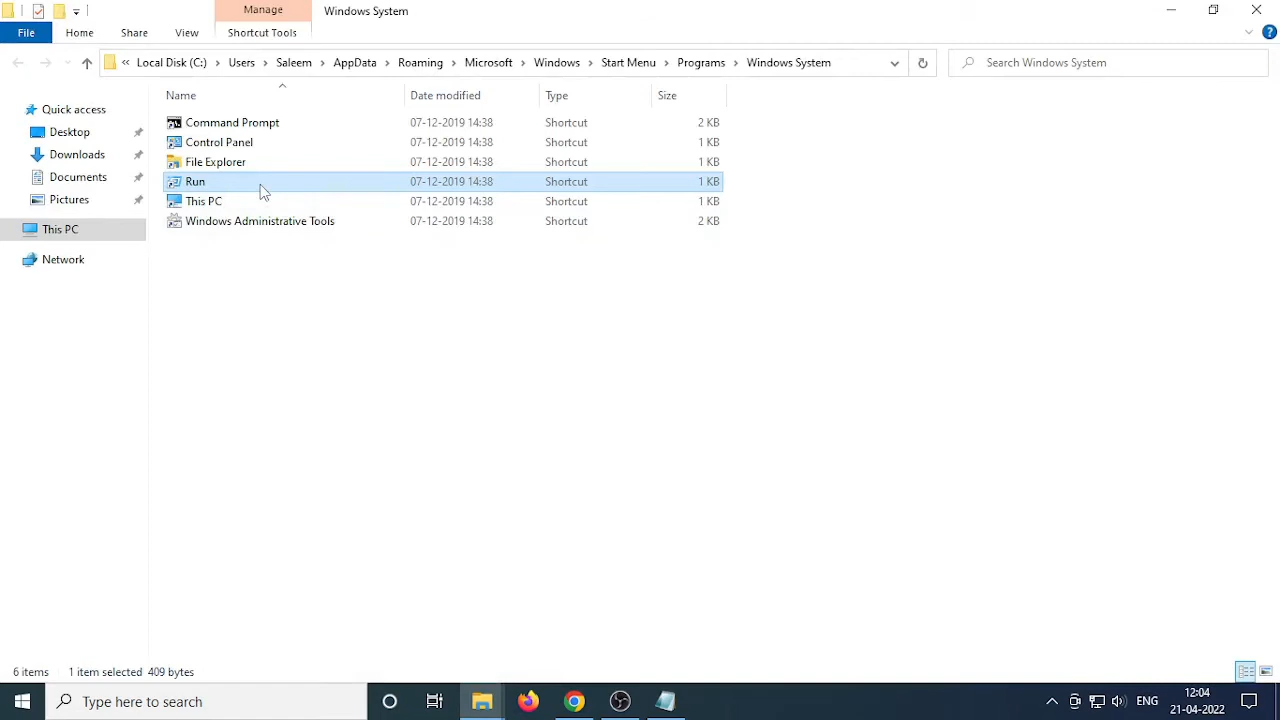 Manage
Windows System
File
Home
Share
View
Shortcut Tools
« Local Disk (C:) › Users › Saleem › AppData › Roaming › Microsoft › Windows › Start Menu › Programs › Windows System
Search Windows System
Quick access
Desktop
Downloads
Documents
Pictures
This PC
Network
Name Date modified Type Size
Command Prompt 07-12-2019 14:38 Shortcut 2 KB
Control Panel 07-12-2019 14:38 Shortcut 1 KB
File Explorer 07-12-2019 14:38 Shortcut 1 KB
Run 07-12-2019 14:38 Shortcut 1 KB
This PC 07-12-2019 14:38 Shortcut 1 KB
Windows Administrative Tools 07-12-2019 14:38 Shortcut 2 KB
6 items 1 item selected 409 bytes
Type here to search
ENG
12:04
21-04-2022